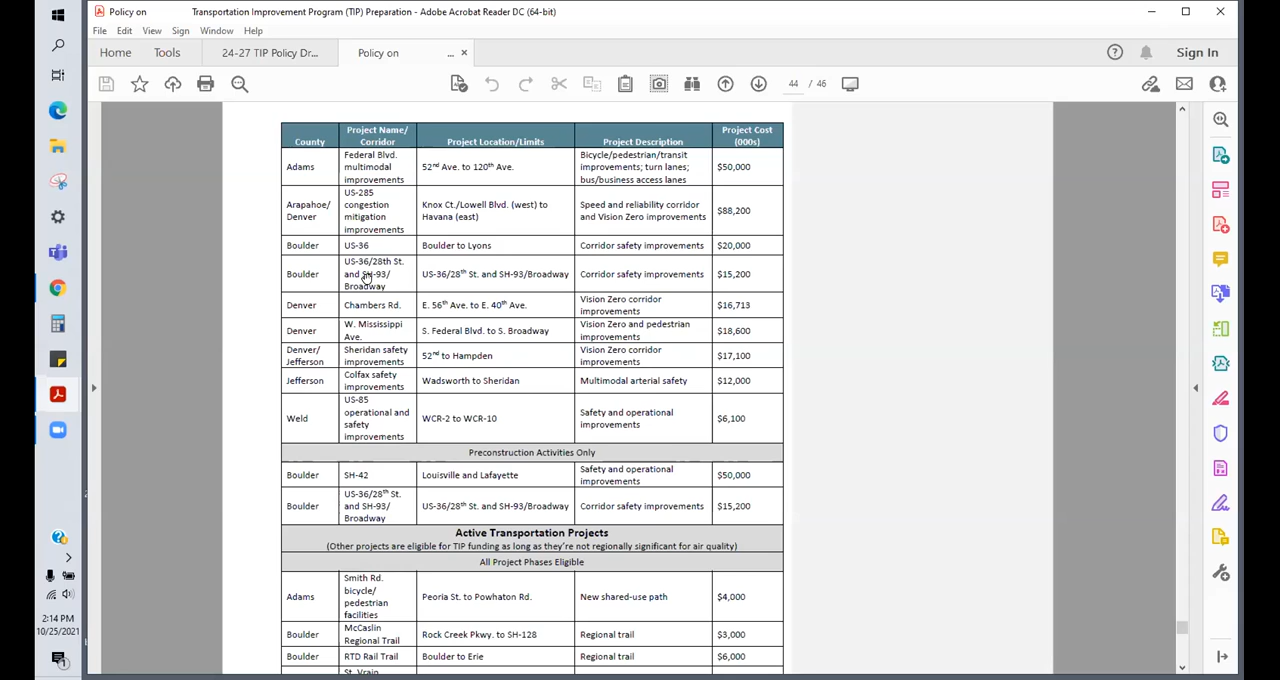 Policy on Transportation Improvement Program (TIP) Preparation - Adobe Acrobat Reader DC (64-bit)
File Edit View Sign Window Help
Home Tools 24-27 TIP Policy Dr... Policy on ... × Sign In
44 / 46
County
Project Name/
Corridor
Project Location/Limits
Project Description
Project Cost
(000s)
Adams
Federal Blvd.
multimodal
improvements
52nd Ave. to 120th Ave.
Bicycle/pedestrian/transit
improvements; turn lanes;
bus/business access lanes
$50,000
Arapahoe/
Denver
US-285
congestion
mitigation
improvements
Knox Ct./Lowell Blvd. (west) to
Havana (east)
Speed and reliability corridor
and Vision Zero improvements
$88,200
Boulder
US-36
Boulder to Lyons
Corridor safety improvements
$20,000
Boulder
US-36/28th St.
and SH-93/
Broadway
US-36/28th St. and SH-93/Broadway
Corridor safety improvements
$15,200
Denver
Chambers Rd.
E. 56th Ave. to E. 40th Ave.
Vision Zero corridor
improvements
$16,713
Denver
W. Mississippi
Ave.
S. Federal Blvd. to S. Broadway
Vision Zero and pedestrian
improvements
$18,600
Denver/
Jefferson
Sheridan safety
improvements
52nd to Hampden
Vision Zero corridor
improvements
$17,100
Jefferson
Colfax safety
improvements
Wadsworth to Sheridan
Multimodal arterial safety
$12,000
Weld
US-85
operational and
safety
improvements
WCR-2 to WCR-10
Safety and operational
improvements
$6,100
Preconstruction Activities Only
Boulder
SH-42
Louisville and Lafayette
Safety and operational
improvements
$50,000
Boulder
US-36/28th St.
and SH-93/
Broadway
US-36/28th St. and SH-93/Broadway
Corridor safety improvements
$15,200
Active Transportation Projects
(Other projects are eligible for TIP funding as long as they're not regionally significant for air quality)
All Project Phases Eligible
Adams
Smith Rd.
bicycle/
pedestrian
facilities
Peoria St. to Powhaton Rd.
New shared-use path
$4,000
Boulder
McCaslin
Regional Trail
Rock Creek Pkwy. to SH-128
Regional trail
$3,000
Boulder
RTD Rail Trail
Boulder to Erie
Regional trail
$6,000
St. Vrain
2:14 PM
10/25/2021
1